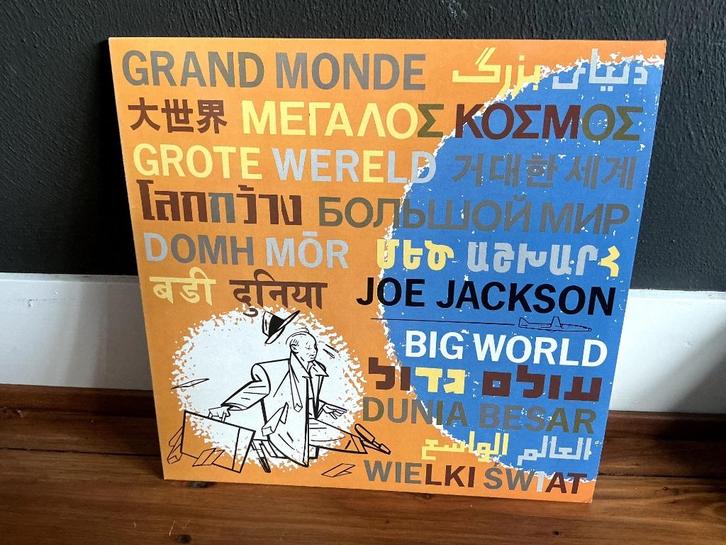 GRAND MONDE دنیای بزرگ
大世界 ΜΕΓΑΛΟΣ ΚΟΣΜΟΣ
GROTE WERELD 거대한 세계
โลกกว้าง БОЛЬШОЙ МИР
DOMH MŌR ՄԵԾ ԱՇԽԱՐՀ
बडी दुनिया JOE JACKSON
BIG WORLD
עולם גדול
DUNIA BESAR
العالم الواسع
WIELKI ŚWIAT